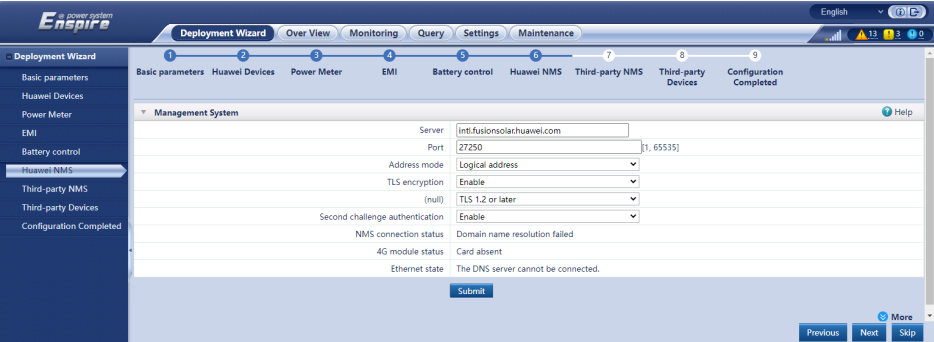 e power system
Enspire
English
Deployment Wizard Over View Monitoring Query Settings Maintenance
13 3 0
Deployment Wizard
Basic parameters
Huawei Devices
Power Meter
EMI
Battery control
Huawei NMS
Third-party NMS
Third-party Devices
Configuration Completed
1 2 3 4 5 6 7 8 9
Basic parameters Huawei Devices Power Meter EMI Battery control Huawei NMS Third-party NMS Third-party Devices Configuration Completed
Management System Help
Server intl.fusionsolar.huawei.com
Port 27250 [1, 65535]
Address mode Logical address
TLS encryption Enable
(null) TLS 1.2 or later
Second challenge authentication Enable
NMS connection status Domain name resolution failed
4G module status Card absent
Ethernet state The DNS server cannot be connected.
Submit
More
Previous Next Skip